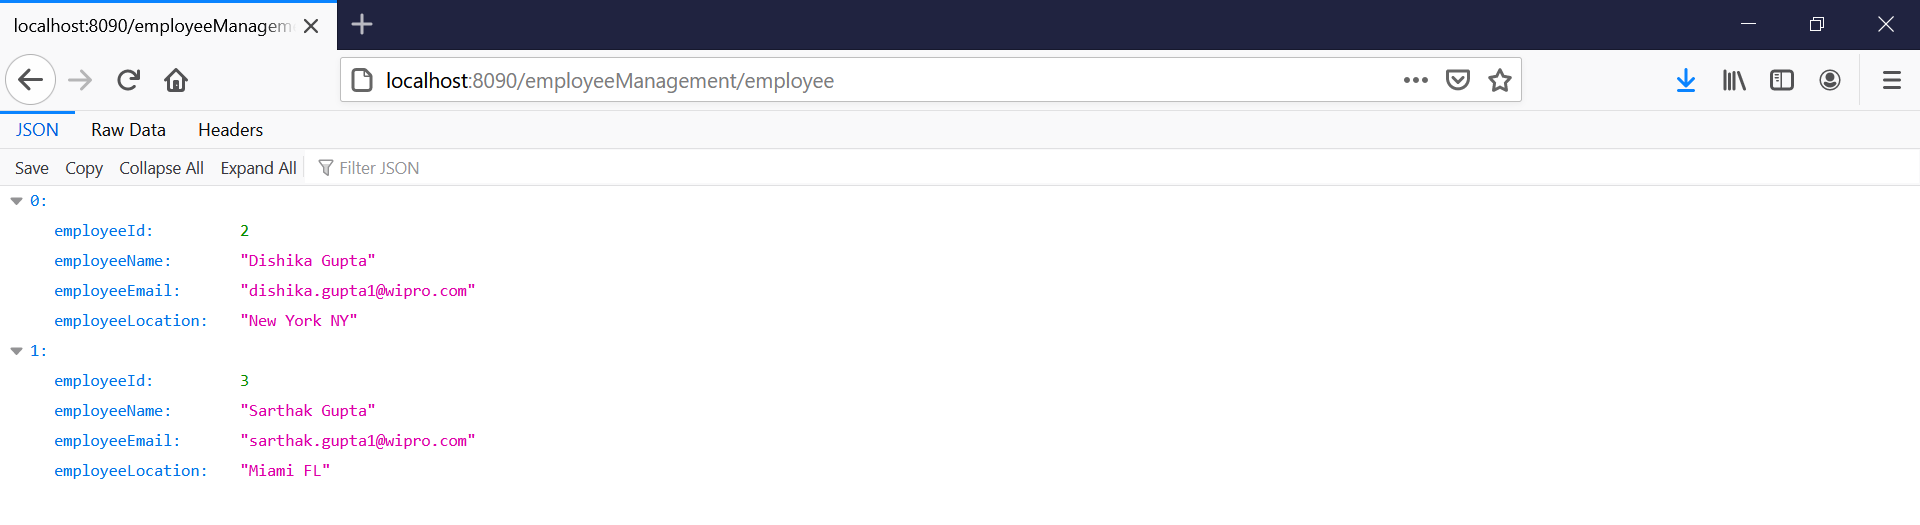 localhost:8090/employeeManagem
localhost:8090/employeeManagement/employee
JSON Raw Data Headers
Save Copy Collapse All Expand All Filter JSON
0:
employeeId: 2
employeeName: "Dishika Gupta"
employeeEmail: "dishika.gupta1@wipro.com"
employeeLocation: "New York NY"
1:
employeeId: 3
employeeName: "Sarthak Gupta"
employeeEmail: "sarthak.gupta1@wipro.com"
employeeLocation: "Miami FL"